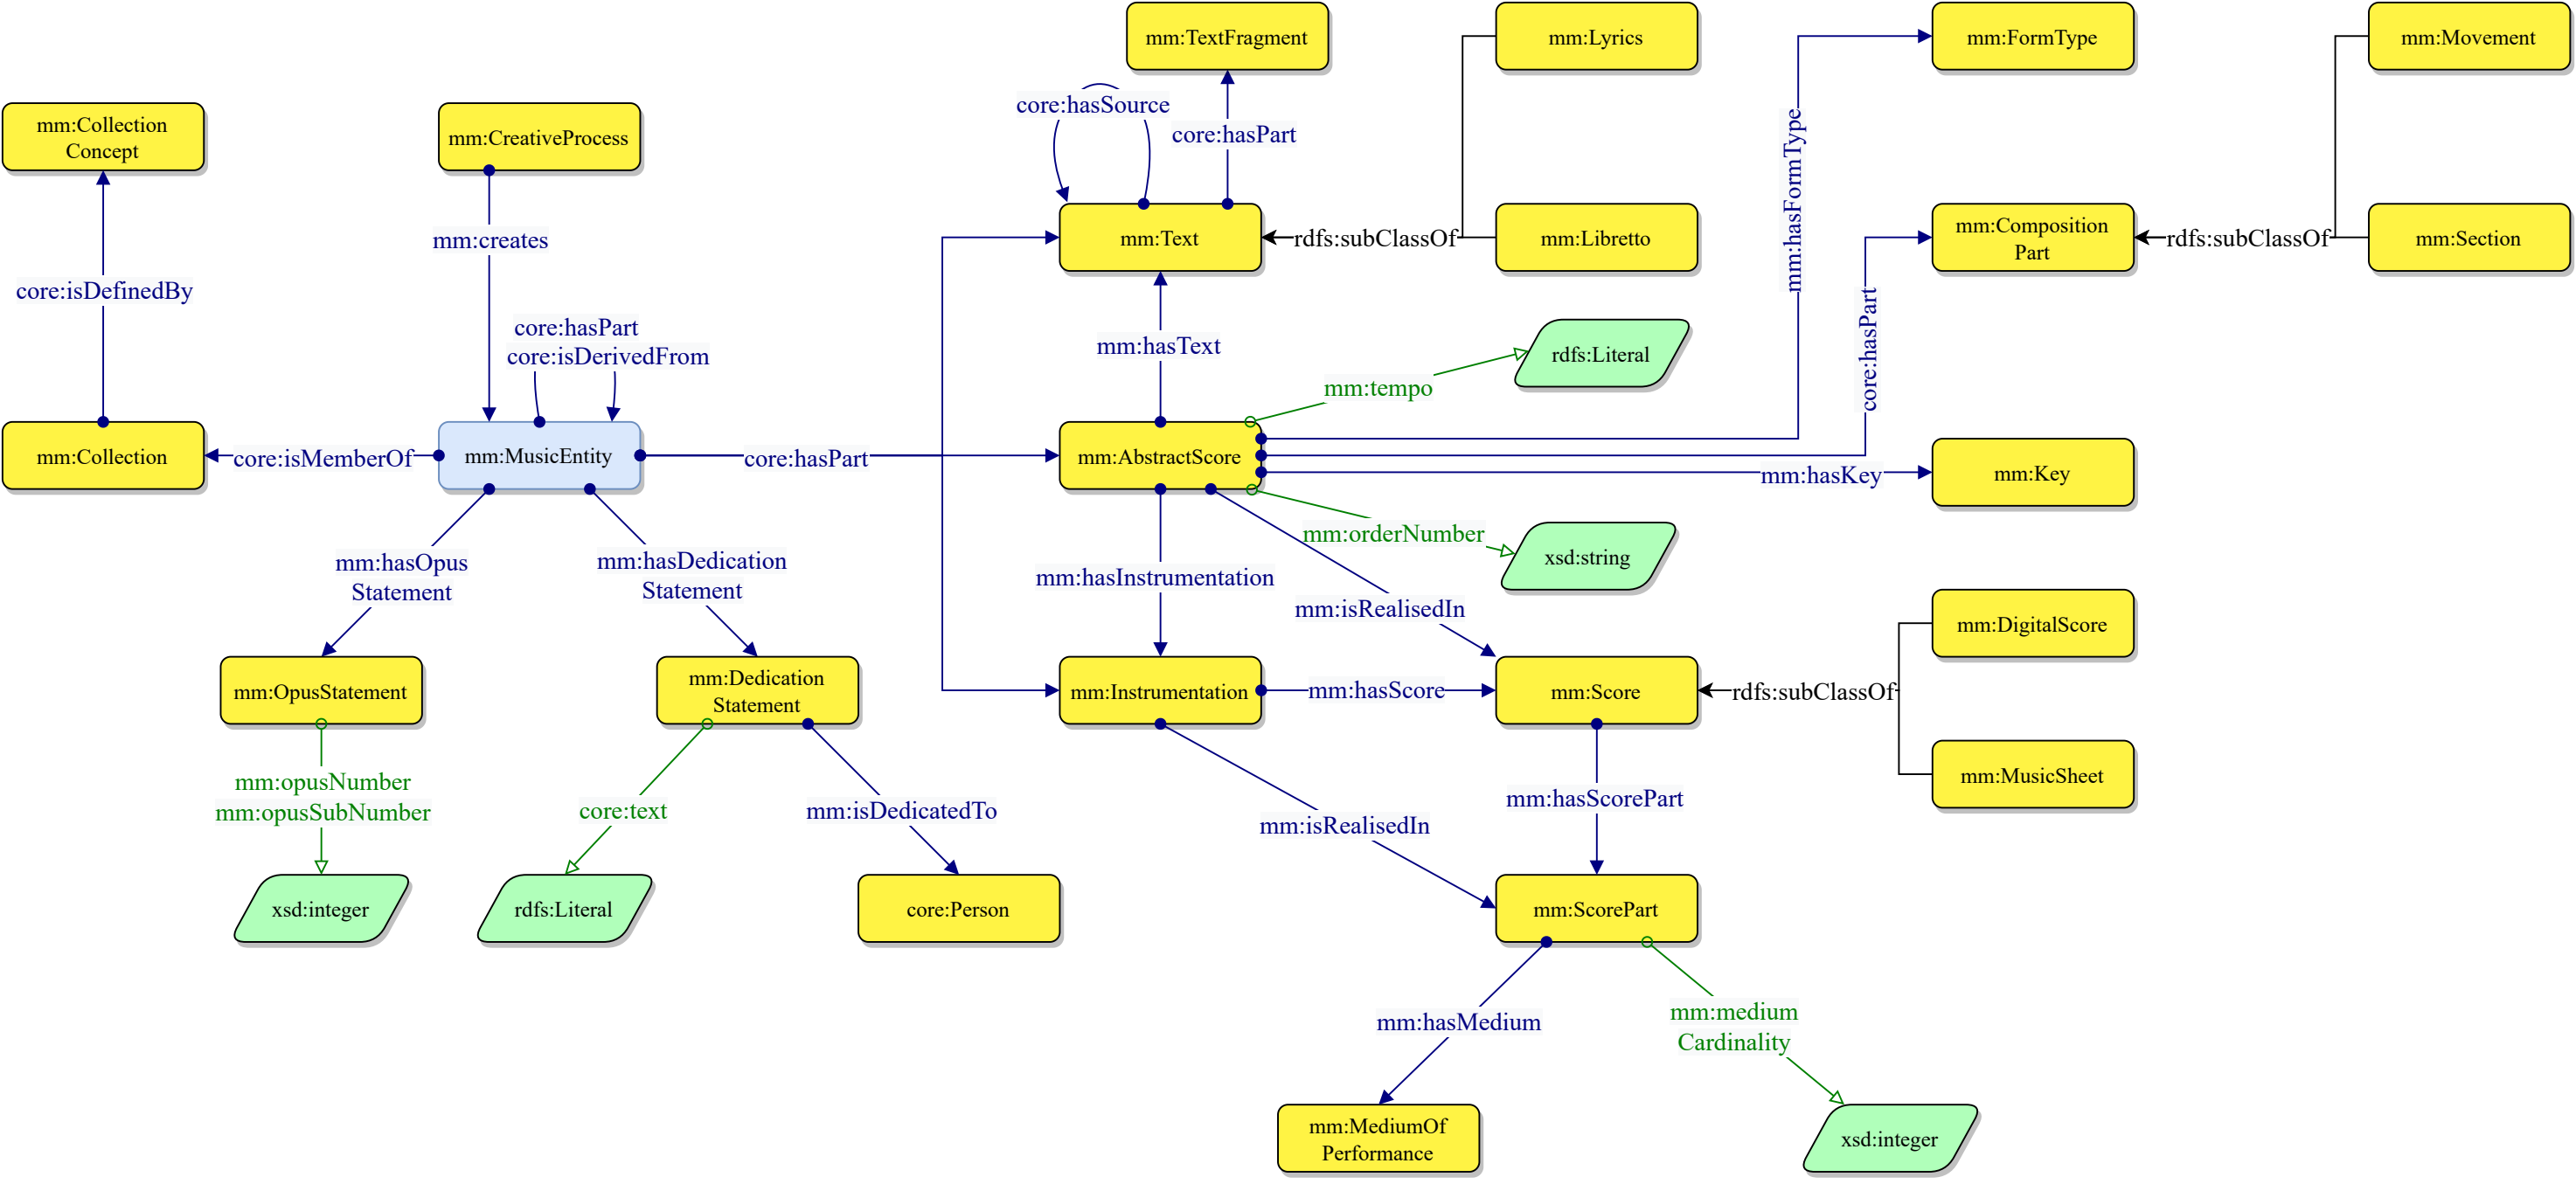 mm:TextFragment
mm:Lyrics
mm:FormType
mm:Movement
mm:Collection
Concept
mm:CreativeProcess
core:hasSource
core:hasPart
mm:hasFormType
mm:creates
mm:Text
rdfs:subClassOf
mm:Libretto
mm:Composition
Part
rdfs:subClassOf
mm:Section
core:isDefinedBy
core:hasPart
core:isDerivedFrom
mm:hasText
rdfs:Literal
core:hasPart
mm:tempo
mm:Collection
core:isMemberOf
mm:MusicEntity
core:hasPart
mm:AbstractScore
mm:hasKey
mm:Key
mm:orderNumber
xsd:string
mm:hasOpus
Statement
mm:hasDedication
Statement
mm:hasInstrumentation
mm:isRealisedIn
mm:DigitalScore
mm:OpusStatement
mm:Dedication
Statement
mm:Instrumentation
mm:hasScore
mm:Score
rdfs:subClassOf
mm:MusicSheet
mm:opusNumber
mm:opusSubNumber
core:text
mm:isDedicatedTo
mm:isRealisedIn
mm:hasScorePart
xsd:integer
rdfs:Literal
core:Person
mm:ScorePart
mm:hasMedium
mm:medium
Cardinality
mm:MediumOf
Performance
xsd:integer